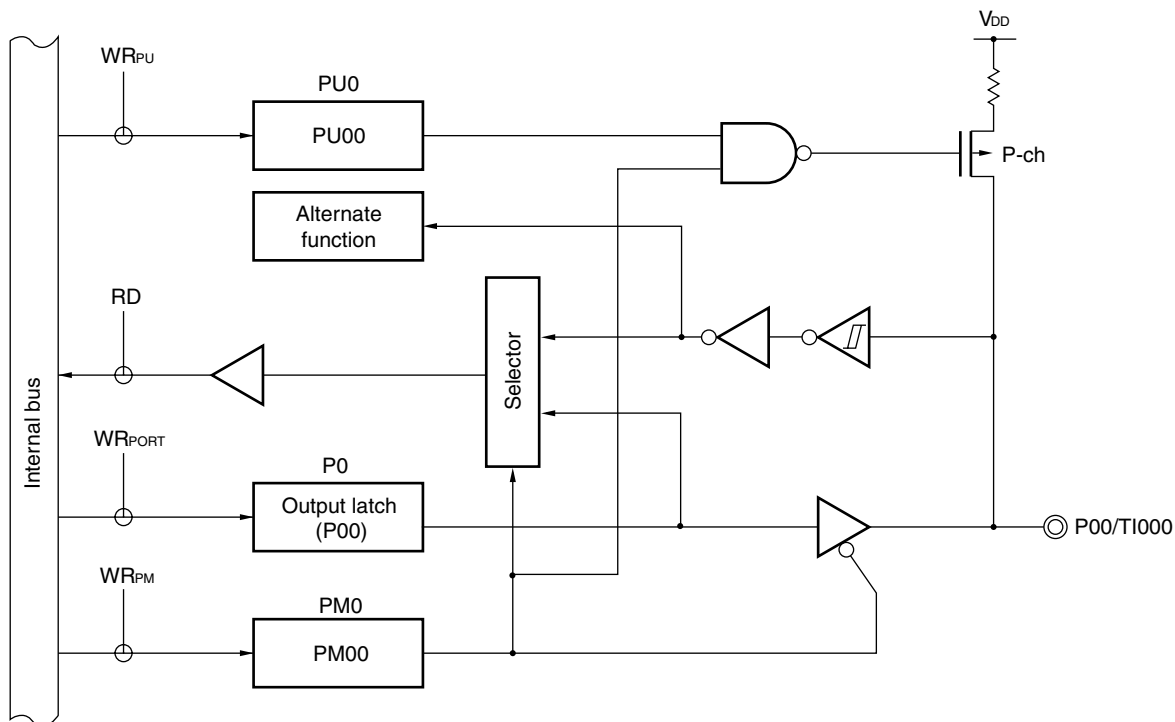 VDD
WRPU
PU0
PU00
P-ch
Alternate
function
RD
Selector
Internal bus
WRPORT
P0
Output latch
(P00)
P00/TI000
WRPM
PM0
PM00